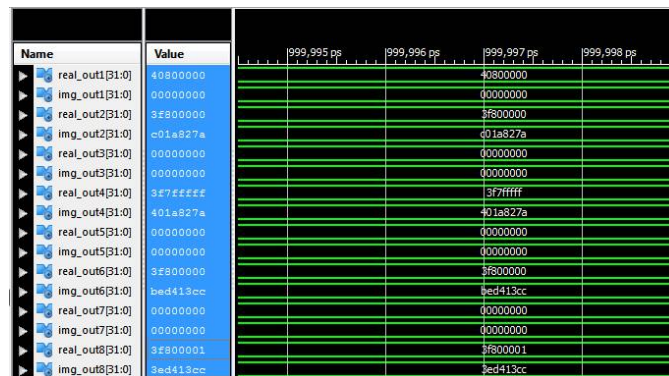 Name Value 999,995 ps 999,996 ps 999,997 ps 999,998 ps
real_out1[31:0] 40800000 40800000
img_out1[31:0] 00000000 00000000
real_out2[31:0] 3f800000 3f800000
img_out2[31:0] c01a827a c01a827a
real_out3[31:0] 00000000 00000000
img_out3[31:0] 00000000 00000000
real_out4[31:0] 3f7fffff 3f7fffff
img_out4[31:0] 401a827a 401a827a
real_out5[31:0] 00000000 00000000
img_out5[31:0] 00000000 00000000
real_out6[31:0] 3f800000 3f800000
img_out6[31:0] bed413cc bed413cc
real_out7[31:0] 00000000 00000000
img_out7[31:0] 00000000 00000000
real_out8[31:0] 3f800001 3f800001
img_out8[31:0] 3ed413cc 3ed413cc